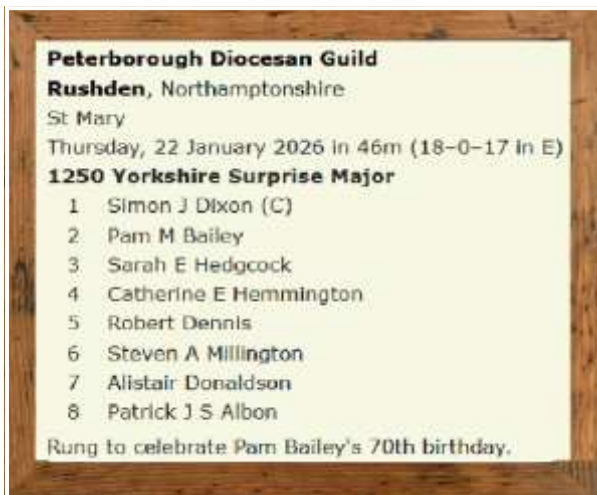 Peterborough Diocesan Guild
Rushden, Northamptonshire
St Mary
Thursday, 22 January 2026 in 46m (18–0–17 in E)
1250 Yorkshire Surprise Major
1 Simon J Dixon (C)
2 Pam M Bailey
3 Sarah E Hedgcock
4 Catherine E Hemmington
5 Robert Dennis
6 Steven A Millington
7 Alistair Donaldson
8 Patrick J S Albon
Rung to celebrate Pam Bailey's 70th birthday.